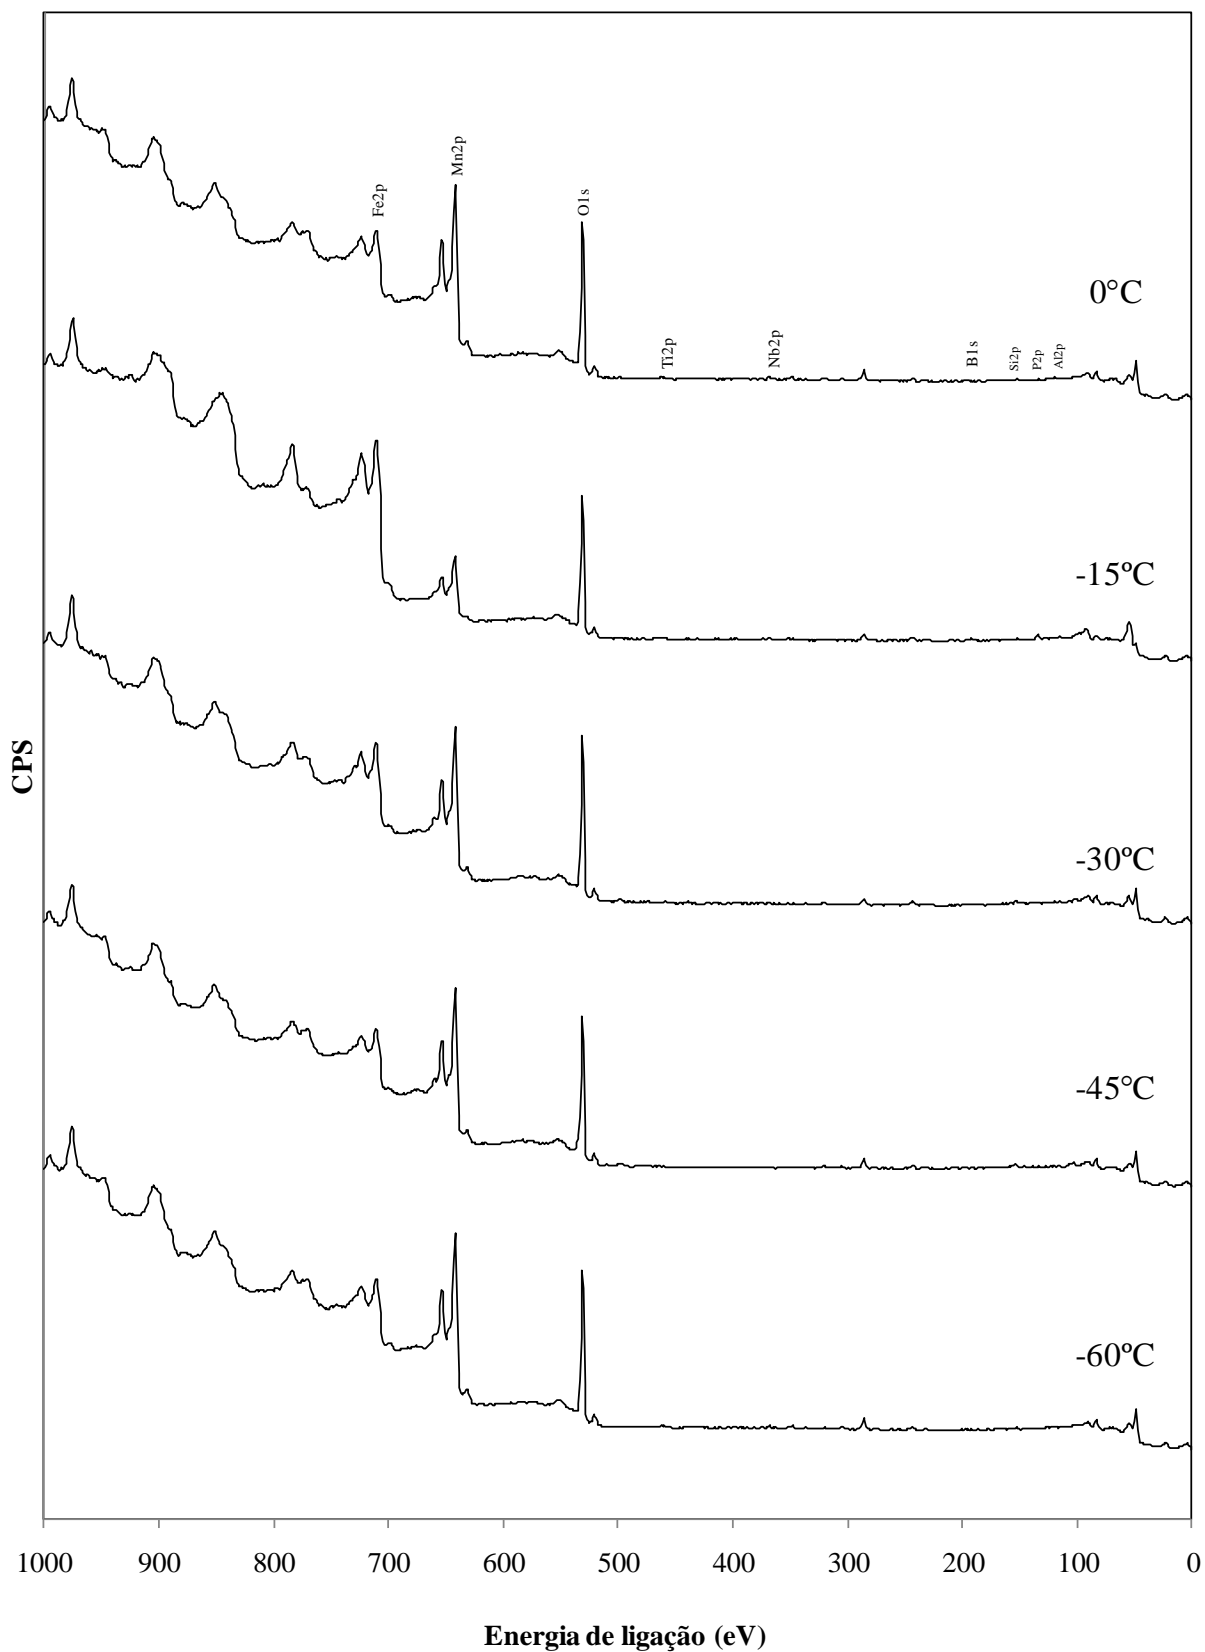 Mn2p
Fe2p
O1s
0°C
Ti2p
Nb2p
B1s
Si2p
P2p
Al2p
-15ºC
CPS
-30ºC
-45°C
-60ºC
1000 900 800 700 600 500 400 300 200 100 0
Energia de ligação (eV)